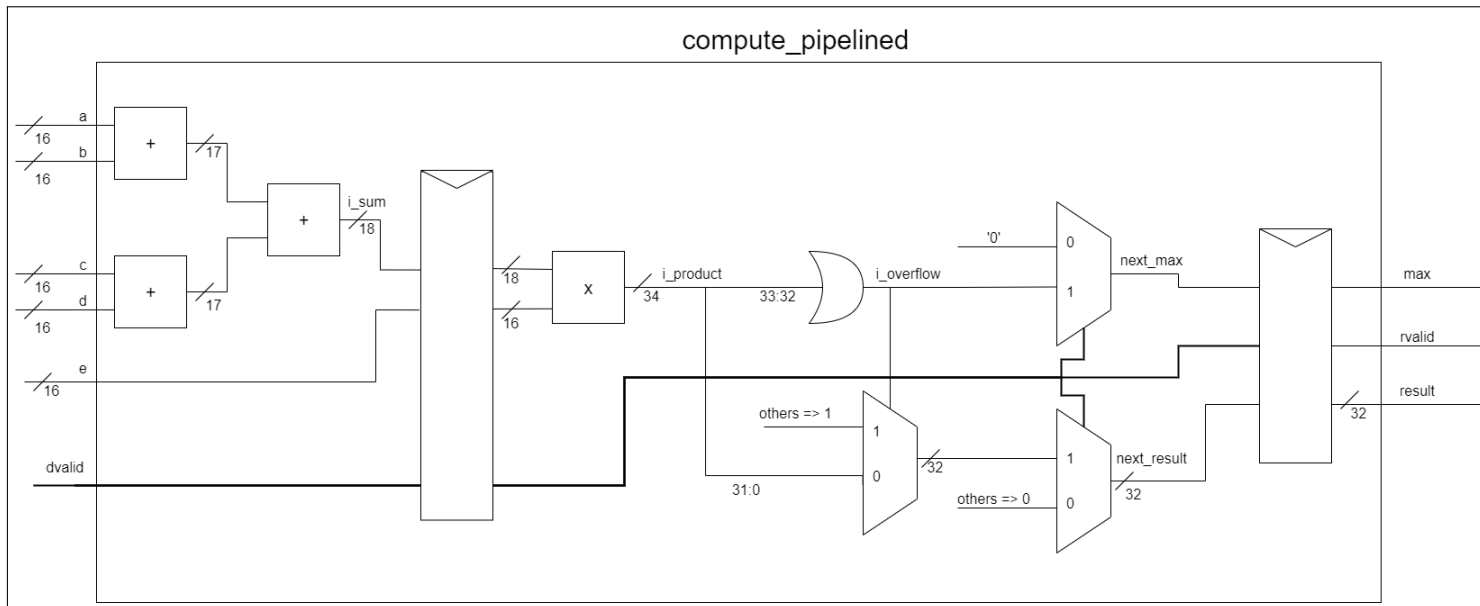 compute_pipelined
a
16
b
16
+
17
c
16
d
16
+
17
+
i_sum
18
e
16
dvalid
18
16
x
i_product
34
33:32
31:0
i_overflow
others => 1
1
0
32
'0'
0
1
next_max
others => 0
1
0
next_result
32
max
rvalid
result
32